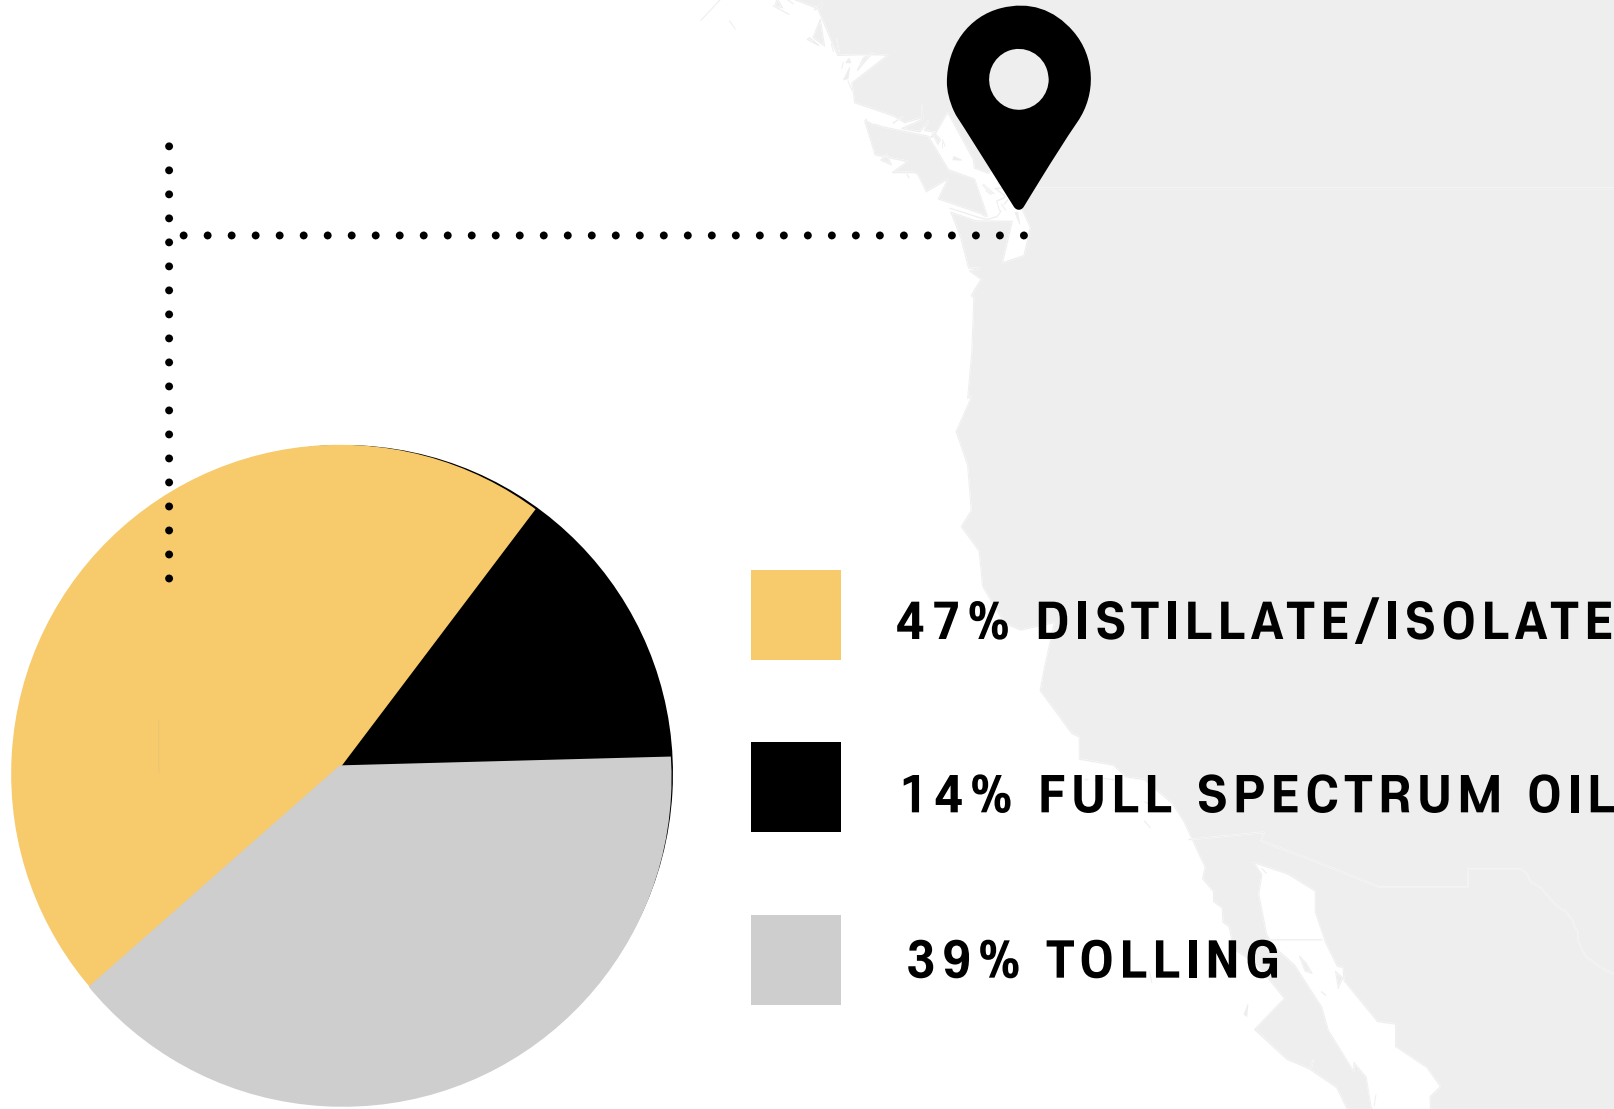 47% DISTILLATE/ISOLATE
14% FULL SPECTRUM OIL
39% TOLLING